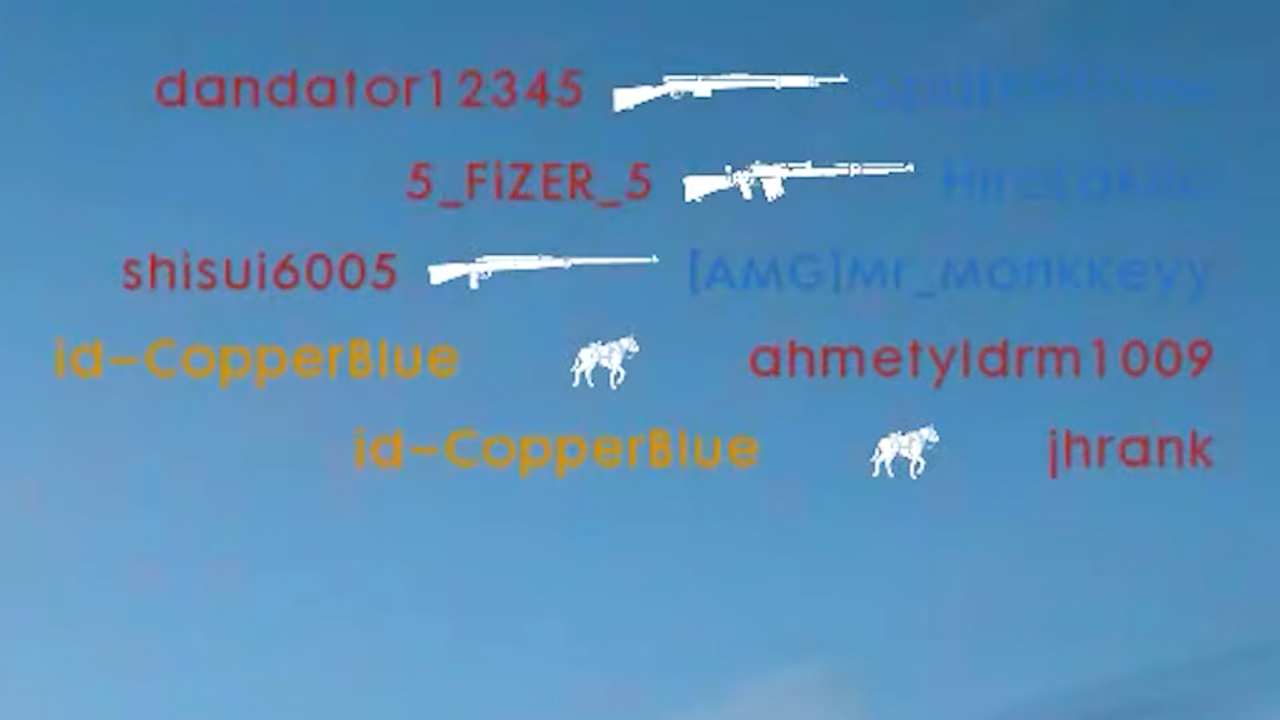 dandator12345
5_FiZER_5
shisui6005 [AMG]Mr_Monkkeyy
id-CopperBlue ahmetyldrm1009
id-CopperBlue jhrank